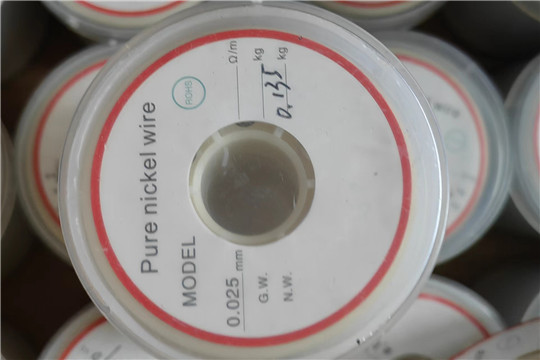 Pure nickel wire
MODEL
ROHS
0.025 mm Ω/m
G.W. 0.135 kg
N.W. kg